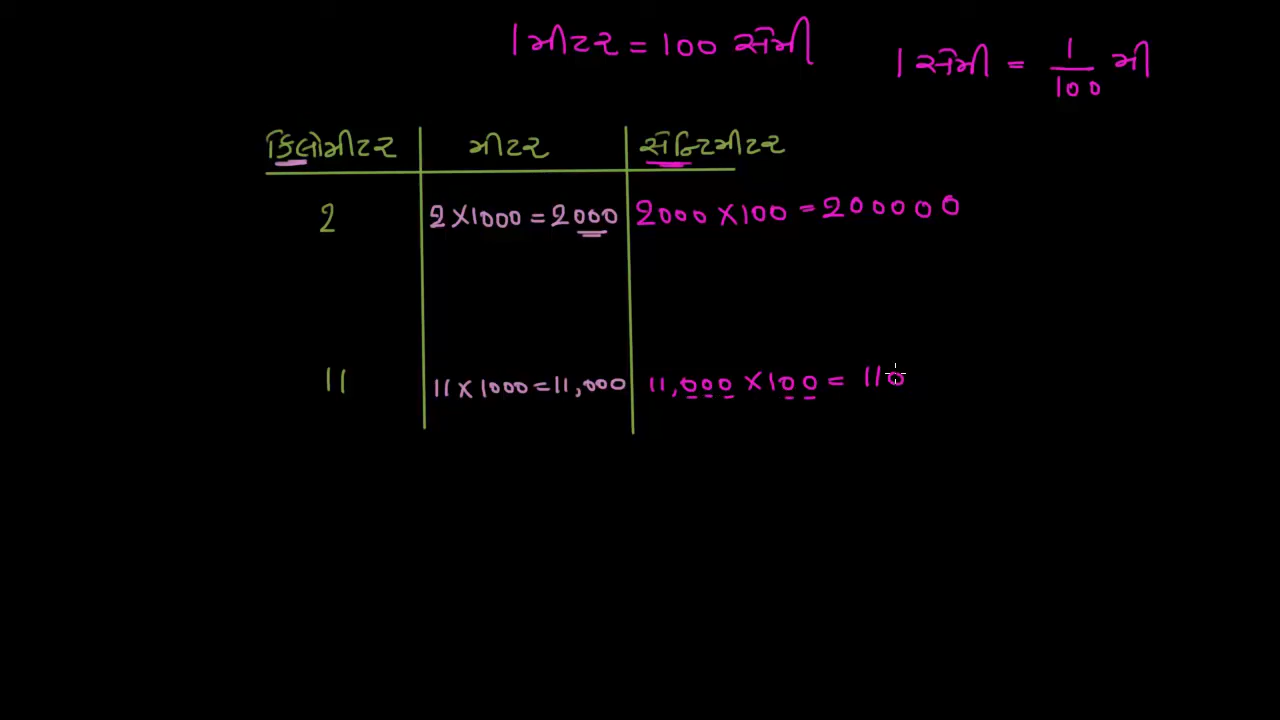 1 મીટર = 100 સેમી
1 સેમી = 1/100 મી
કિલોમીટર મીટર સેન્ટિમીટર
2 2 × 1000 = 2000 2000 × 100 = 200000
11 11 × 1000 = 11,000 11,000 × 100 = 110